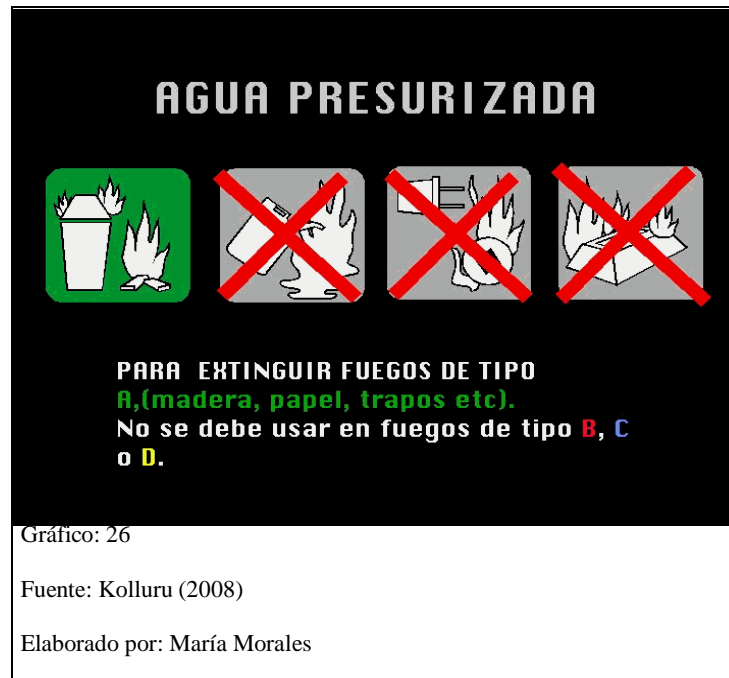 AGUA PRESURIZADA
PARA EXTINGUIR FUEGOS DE TIPO
A,(madera, papel, trapos etc).
No se debe usar en fuegos de tipo B, C
o D.
Gráfico: 26
Fuente: Kolluru (2008)
Elaborado por: María Morales